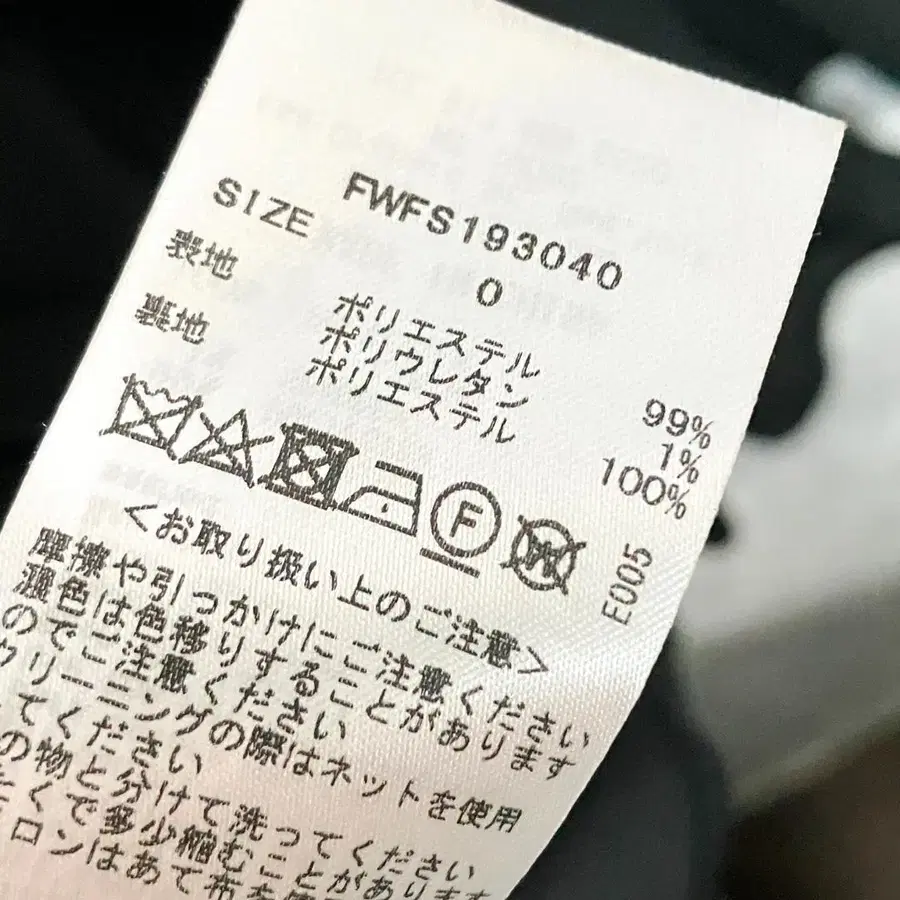 FWFS193040
SIZE 0
表地 ポリエステル 99%
ポリウレタン 1%
裏地 ポリエステル 100%
F
W
E005
<お取り扱い上のご注意>
摩擦や引っかけにご注意ください
濃色は色移りすることがあります
のでご注意ください
クリーニングの際はネットを使用
してください
の物と分けて洗ってください
くで多少縮むことがあります
ロンはあて布を